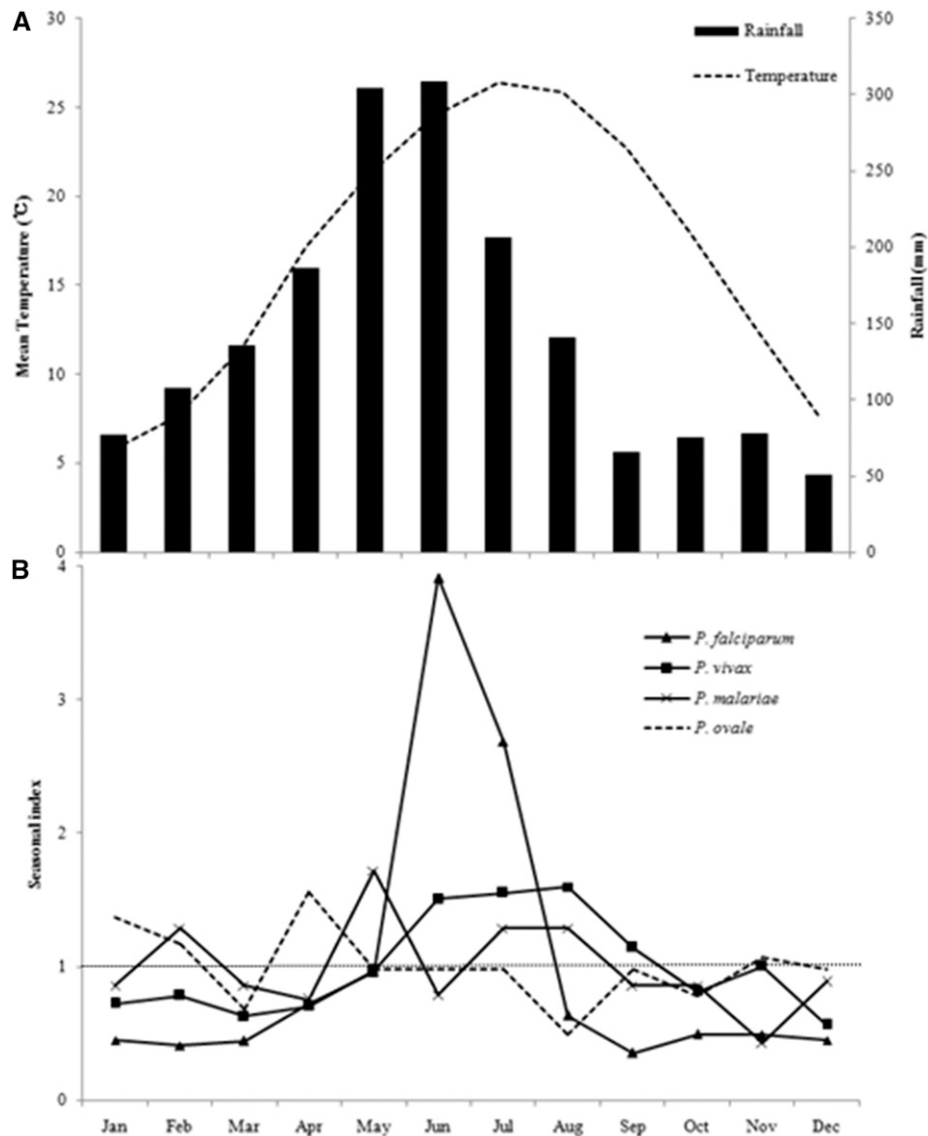 A
30
25
20
15
10
5
0
Mean Temperature (℃)
Rainfall
Temperature
350
300
250
200
150
100
50
0
Rainfall (mm)
B
4
3
2
1
0
Seasonal index
P. falciparum
P. vivax
P. malariae
P. ovale
Jan Feb Mar Apr May Jun Jul Aug Sep Oct Nov Dec